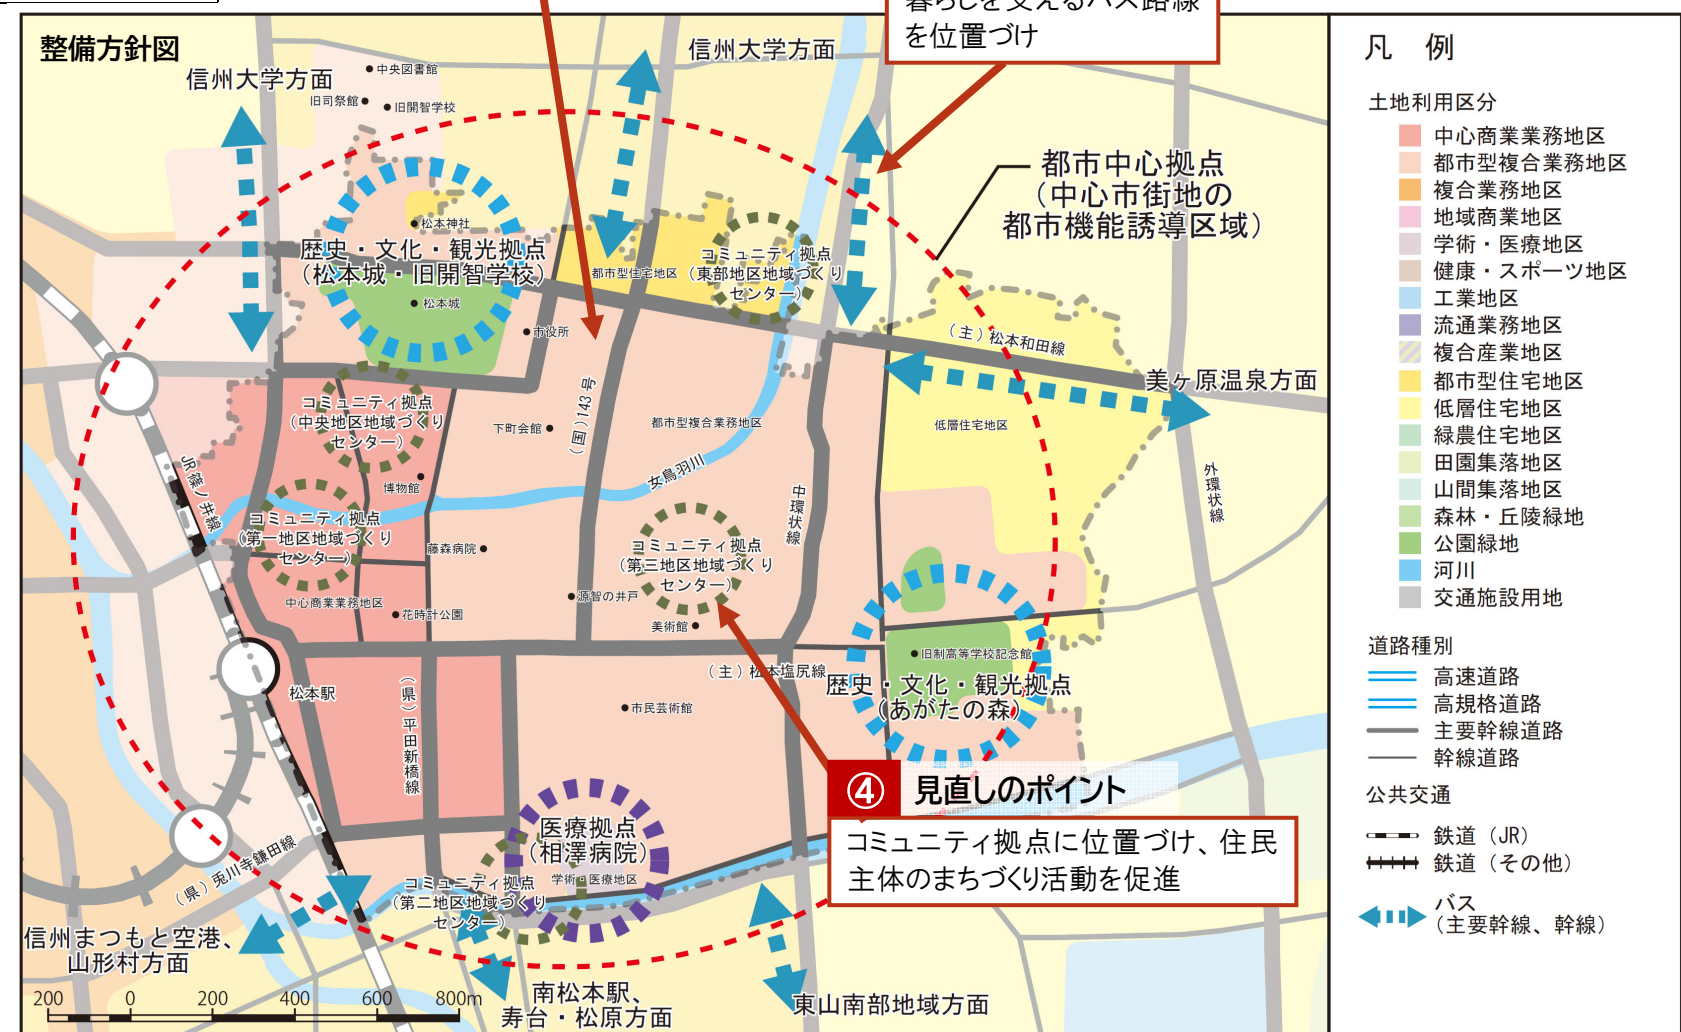 暮らしを支えるバス路線
を位置づけ
整備方針図
信州大学方面
信州大学方面
中央図書館
旧司祭館
旧開智学校
都市中心拠点
(中心市街地の
都市機能誘導区域)
松本神社
歴史・文化・観光拠点
(松本城・旧開智学校)
松本城
都市型住宅地区
コミュニティ拠点
(東部地区地域づくり
センター)
市役所
(主)松本和田線
美ヶ原温泉方面
コミュニティ拠点
(中央地区地域づくり
センター)
下町会館
(国)143号
都市型複合業務地区
低層住宅地区
JR篠ノ井線
博物館
女鳥羽川
中環状線
外環状線
コミュニティ拠点
(第一地区地域づくり
センター)
藤森病院
コミュニティ拠点
(第三地区地域づくり
センター)
中心商業業務地区
花時計公園
源智の井戸
美術館
旧制高等学校記念館
(主)松本塩尻線
歴史・文化・観光拠点
(あがたの森)
松本駅
(県)平田新橋線
市民芸術館
④ 見直しのポイント
コミュニティ拠点に位置づけ、住民
主体のまちづくり活動を促進
医療拠点
(相澤病院)
学術・医療地区
(県)兎川寺鎌田線
コミュニティ拠点
(第二地区地域づくり
センター)
信州まつもと空港、
山形村方面
南松本駅、
寿台・松原方面
東山南部地域方面
200 0 200 400 600 800m
凡 例
土地利用区分
中心商業業務地区
都市型複合業務地区
複合業務地区
地域商業地区
学術・医療地区
健康・スポーツ地区
工業地区
流通業務地区
複合産業地区
都市型住宅地区
低層住宅地区
緑農住宅地区
田園集落地区
山間集落地区
森林・丘陵緑地
公園緑地
河川
交通施設用地
道路種別
高速道路
高規格道路
主要幹線道路
幹線道路
公共交通
鉄道(JR)
鉄道(その他)
バス
(主要幹線、幹線)